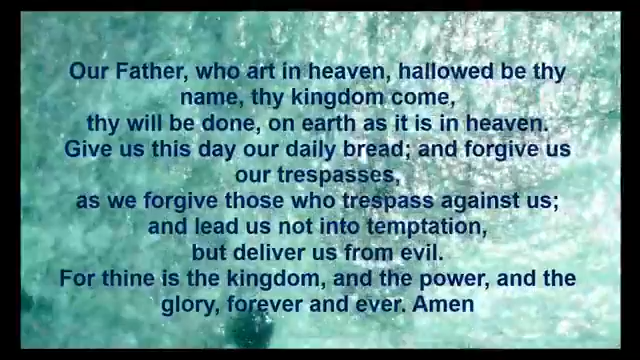 Our Father, who art in heaven, hallowed be thy
name, thy kingdom come,
thy will be done, on earth as it is in heaven.
Give us this day our daily bread; and forgive us
our trespasses,
as we forgive those who trespass against us;
and lead us not into temptation,
but deliver us from evil.
For thine is the kingdom, and the power, and the
glory, forever and ever. Amen